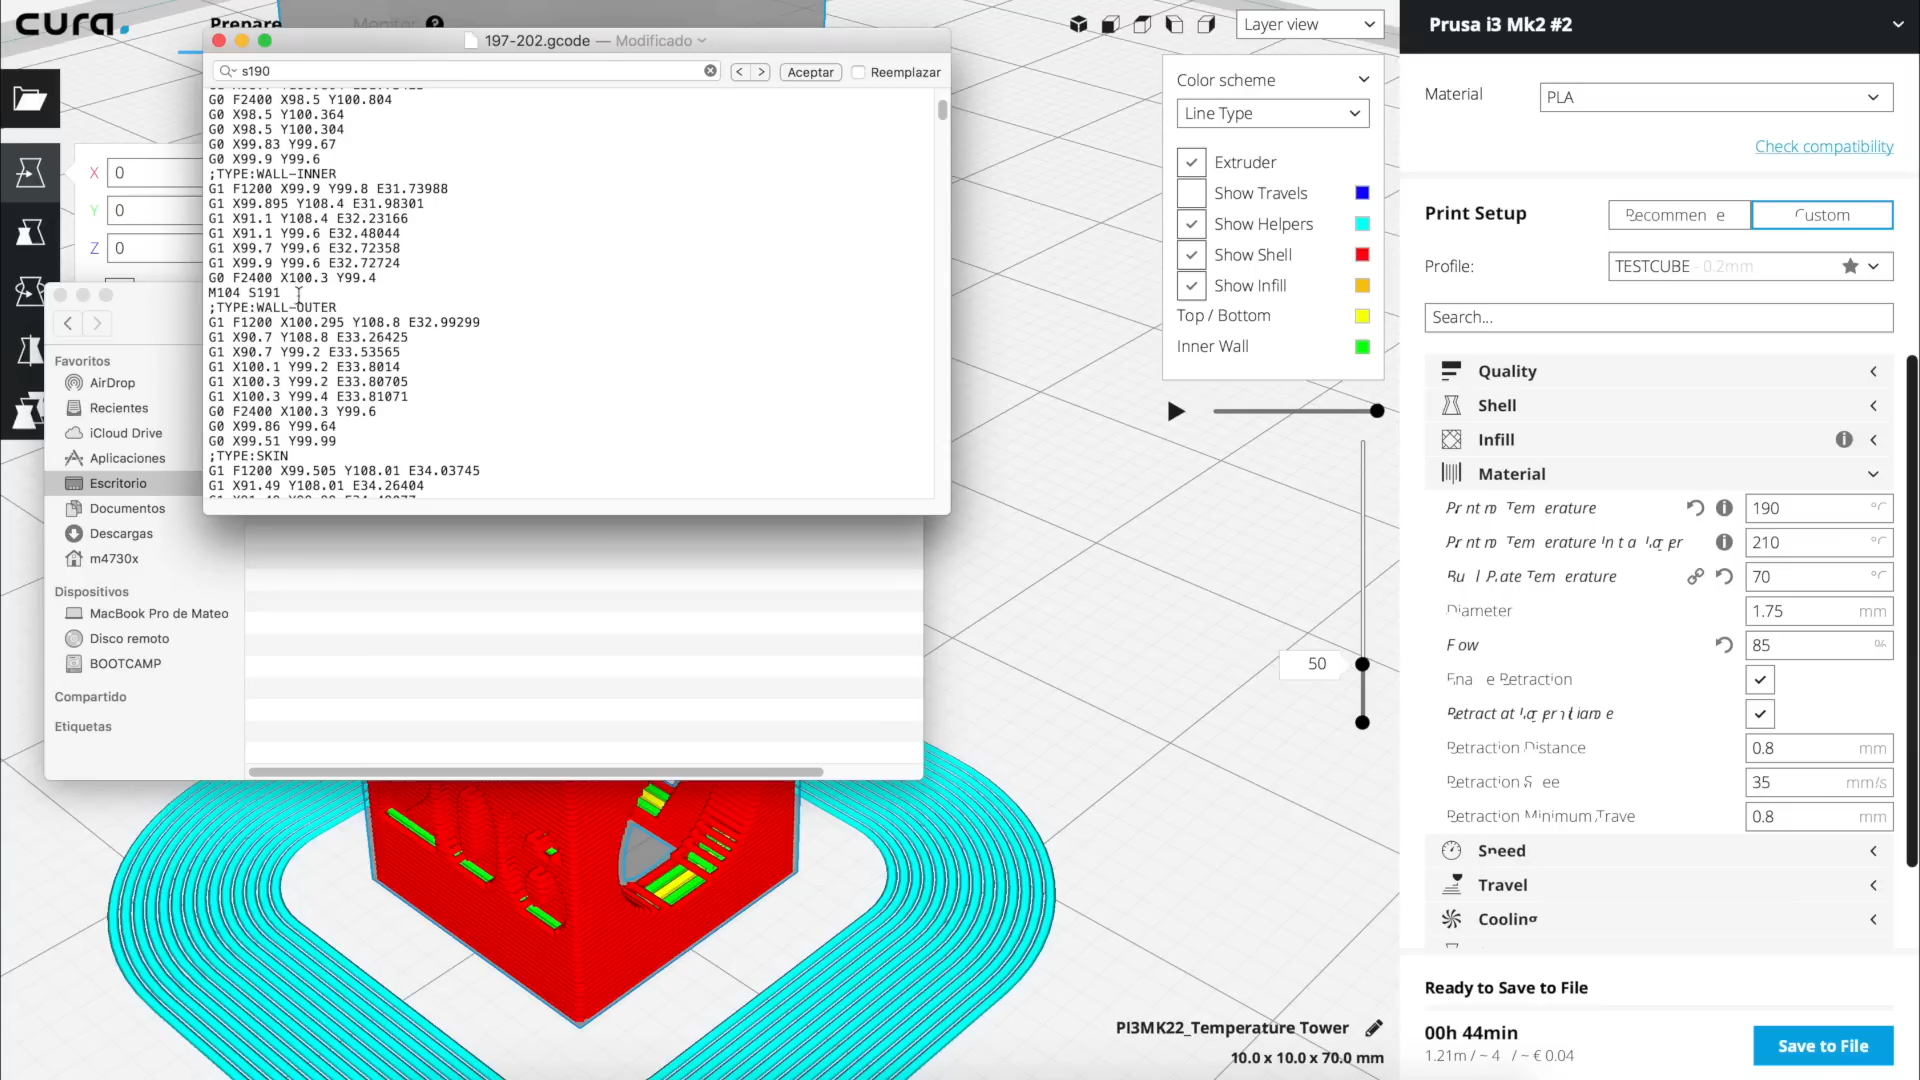 cura.
Prepare
Monitor
?
197-202.gcode — Modificado
s190
Aceptar
Reemplazar
G0 F2400 X98.5 Y100.804
G0 X98.5 Y100.364
G0 X98.5 Y100.304
G0 X99.83 Y99.67
G0 X99.9 Y99.6
;TYPE:WALL-INNER
G1 F1200 X99.9 Y99.8 E31.73988
G1 X99.895 Y108.4 E31.98301
G1 X91.1 Y108.4 E32.23166
G1 X91.1 Y99.6 E32.48044
G1 X99.7 Y99.6 E32.72358
G1 X99.9 Y99.6 E32.72724
G0 F2400 X100.3 Y99.4
M104 S191
;TYPE:WALL-OUTER
G1 F1200 X100.295 Y108.8 E32.99299
G1 X90.7 Y108.8 E33.26425
G1 X90.7 Y99.2 E33.53565
G1 X100.1 Y99.2 E33.8014
G1 X100.3 Y99.2 E33.80705
G1 X100.3 Y99.4 E33.81071
G0 F2400 X100.3 Y99.6
G0 X99.86 Y99.64
G0 X99.51 Y99.99
;TYPE:SKIN
G1 F1200 X99.505 Y108.01 E34.03745
G1 X91.49 Y108.01 E34.26404
X 0
Y 0
Z 0
Favoritos
AirDrop
Recientes
iCloud Drive
Aplicaciones
Escritorio
Documentos
Descargas
m4730x
Dispositivos
MacBook Pro de Mateo
Disco remoto
BOOTCAMP
Compartido
Etiquetas
Layer view
Color scheme
Line Type
Extruder
Show Travels
Show Helpers
Show Shell
Show Infill
Top / Bottom
Inner Wall
50
PI3MK22_Temperature Tower
10.0 x 10.0 x 70.0 mm
Prusa i3 Mk2 #2
Material PLA
Check compatibility
Print Setup
Custom
Profile: TESTCUBE - 0.2mm
Search...
Quality
Shell
Infill
Material
190 °C
210 °C
70 °C
Diameter 1.75 mm
85
Retraction
0.8 mm
35 mm/s
Retraction Minimum 0.8 mm
Speed
Travel
Cooling
Ready to Save to File
00h 44min
1.21m / ~ 4 / ~ € 0.04
Save to File